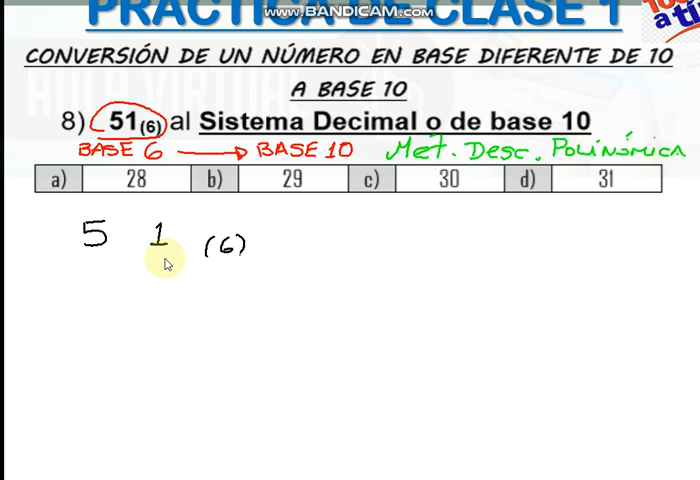 PRÁCTICA DE CLASE 1
www.BANDICAM.com
CONVERSIÓN DE UN NÚMERO EN BASE DIFERENTE DE 10
A BASE 10
8) 51(6) al Sistema Decimal o de base 10
BASE 6 → BASE 10 Mét. Desc. Polinómica
a) 28 b) 29 c) 30 d) 31
5 1 (6)